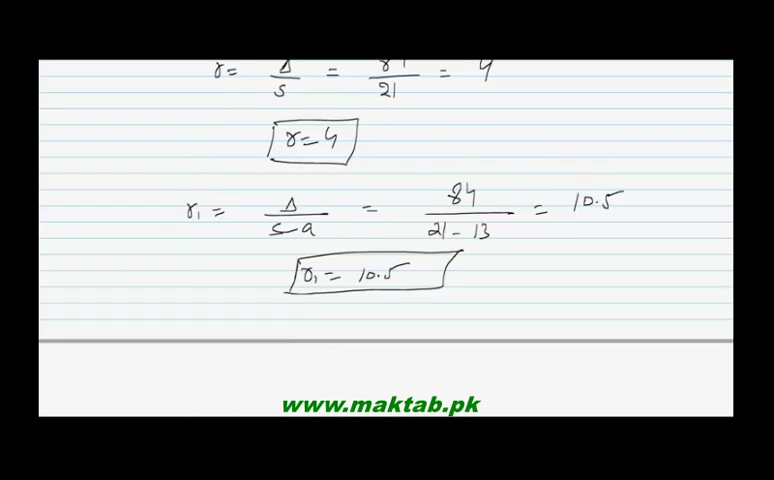 r = Δ/s = 84/21 = 4
r = 4
r₁ = Δ/s-a = 84/21 - 13 = 10.5
r₁ = 10.5
www.maktab.pk